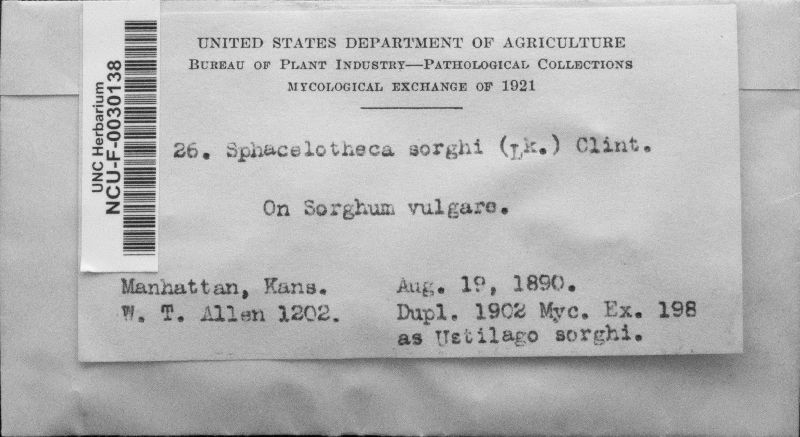 UNC Herbarium
NCU-F-0030138
UNITED STATES DEPARTMENT OF AGRICULTURE
BUREAU OF PLANT INDUSTRY—PATHOLOGICAL COLLECTIONS
MYCOLOGICAL EXCHANGE OF 1921
26. Sphacelotheca sorghi (Lk.) Clint.
On Sorghum vulgare.
Manhattan, Kans. Aug. 19, 1890.
W. T. Allen 1202. Dupl. 1902 Myc. Ex. 198
as Ustilago sorghi.